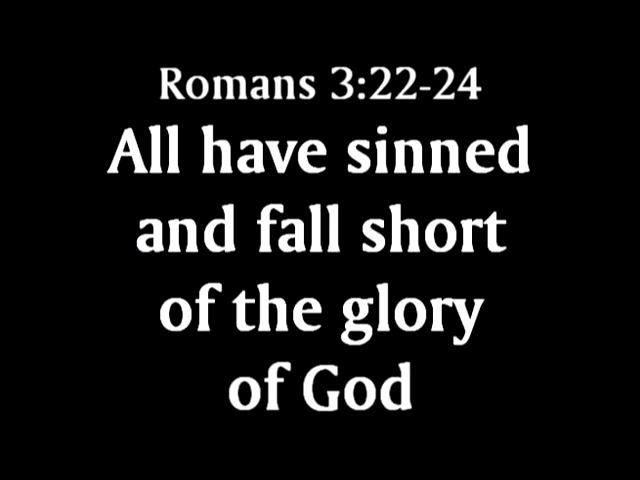 Romans 3:22-24
All have sinned
and fall short
of the glory
of God